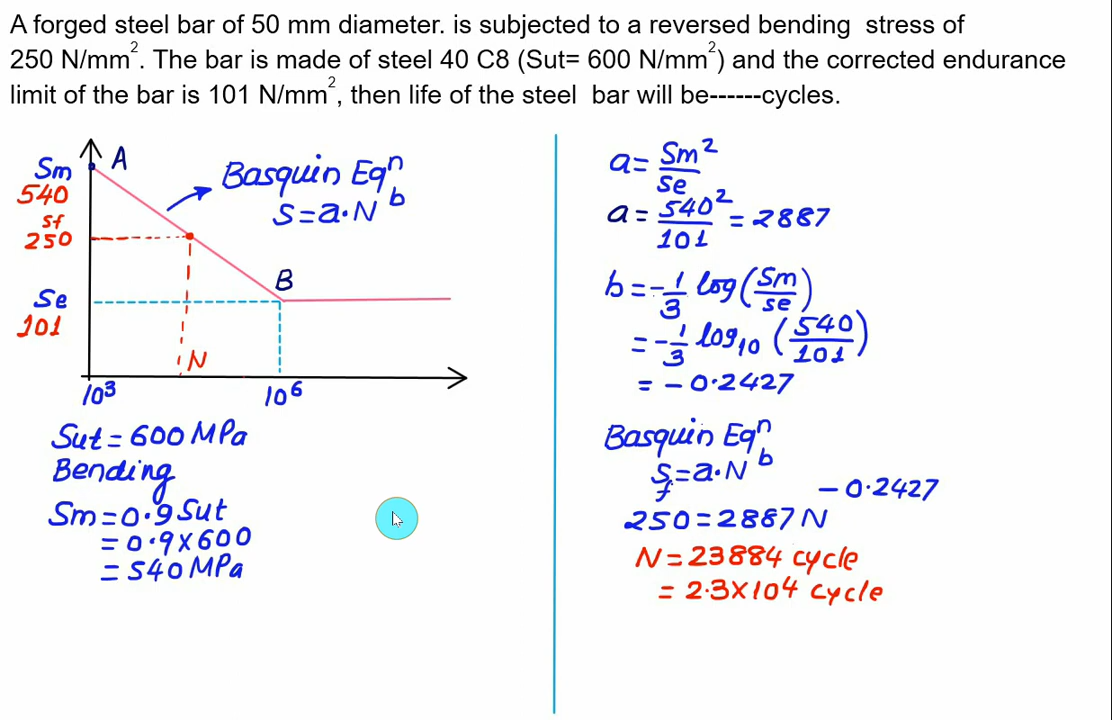 A forged steel bar of 50 mm diameter. is subjected to a reversed bending stress of
250 N/mm². The bar is made of steel 40 C8 (Sut= 600 N/mm²) and the corrected endurance
limit of the bar is 101 N/mm², then life of the steel bar will be------cycles.
Sm
540
Sf
250
Se
101
A
B
N
10³
10⁶
Basquin Eqⁿ
S=a·Nᵇ
Sut=600 MPa
Bending
Sm=0.9 Sut
=0.9x600
=540 MPa
a= Sm²/se
a= 540²/101 = 2887
b=-1/3 log(Sm/se)
=-1/3 log₁₀ (540/101)
= -0.2427
Basquin Eqⁿ
Sf=a·Nᵇ
250=2887 N^-0.2427
N=23884 cycle
= 2.3x10⁴ cycle